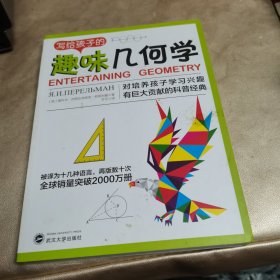 写给孩子的
趣味几何学
ENTERTAINING GEOMETRY
Я.И.ПЕРЕЛЬМАН
对培养孩子学习兴趣
有巨大贡献的科普经典
被译为十几种语言，再版数十次
全球销量突破2000万册
武汉大学出版社